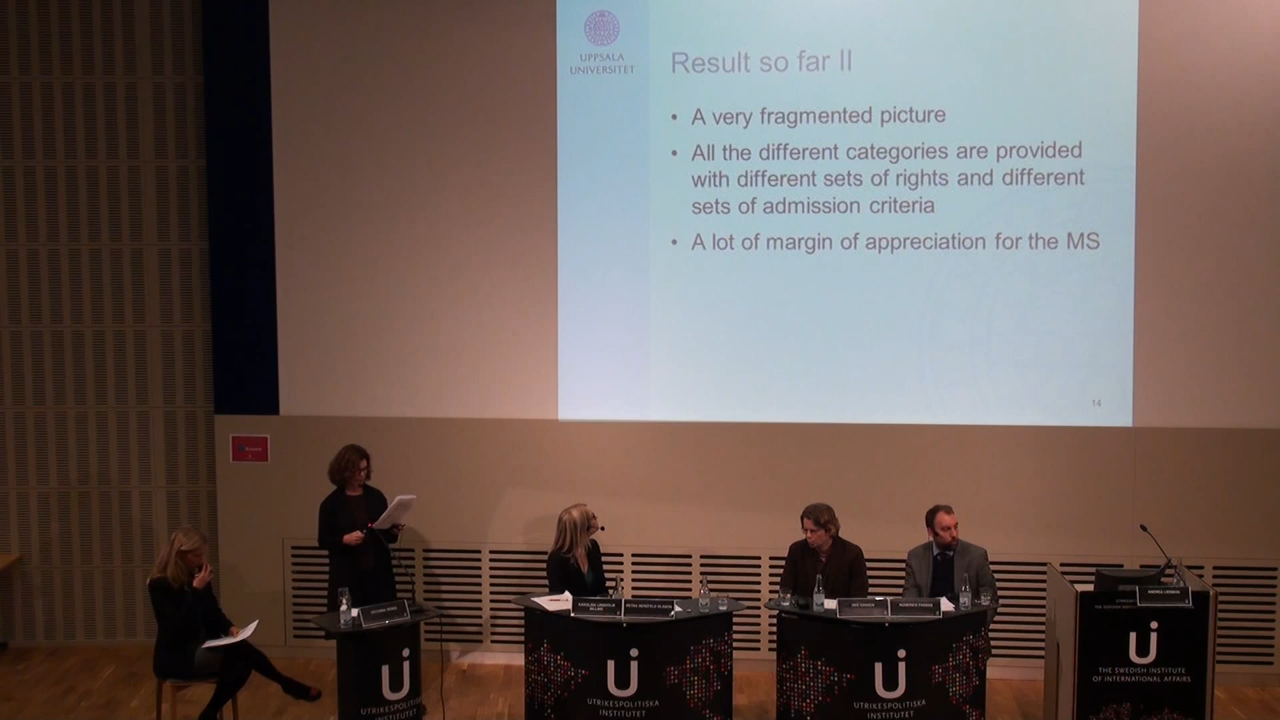 UPPSALA
UNIVERSITET
Result so far II
• A very fragmented picture
• All the different categories are provided
with different sets of rights and different
sets of admission criteria
• A lot of margin of appreciation for the MS
14
UTRIKESPOLITISKA
INSTITUTET
UTRIKESPOLITISKA
INSTITUTET
UTRIKESPOLITISKA
INSTITUTET
THE SWEDISH INSTITUTE
OF INTERNATIONAL AFFAIRS